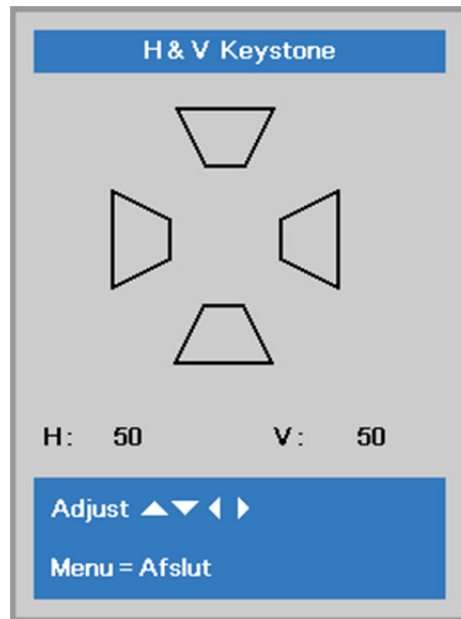 H & V Keystone
H: 50 V: 50
Adjust ▲▼◀▶
Menu = Afslut